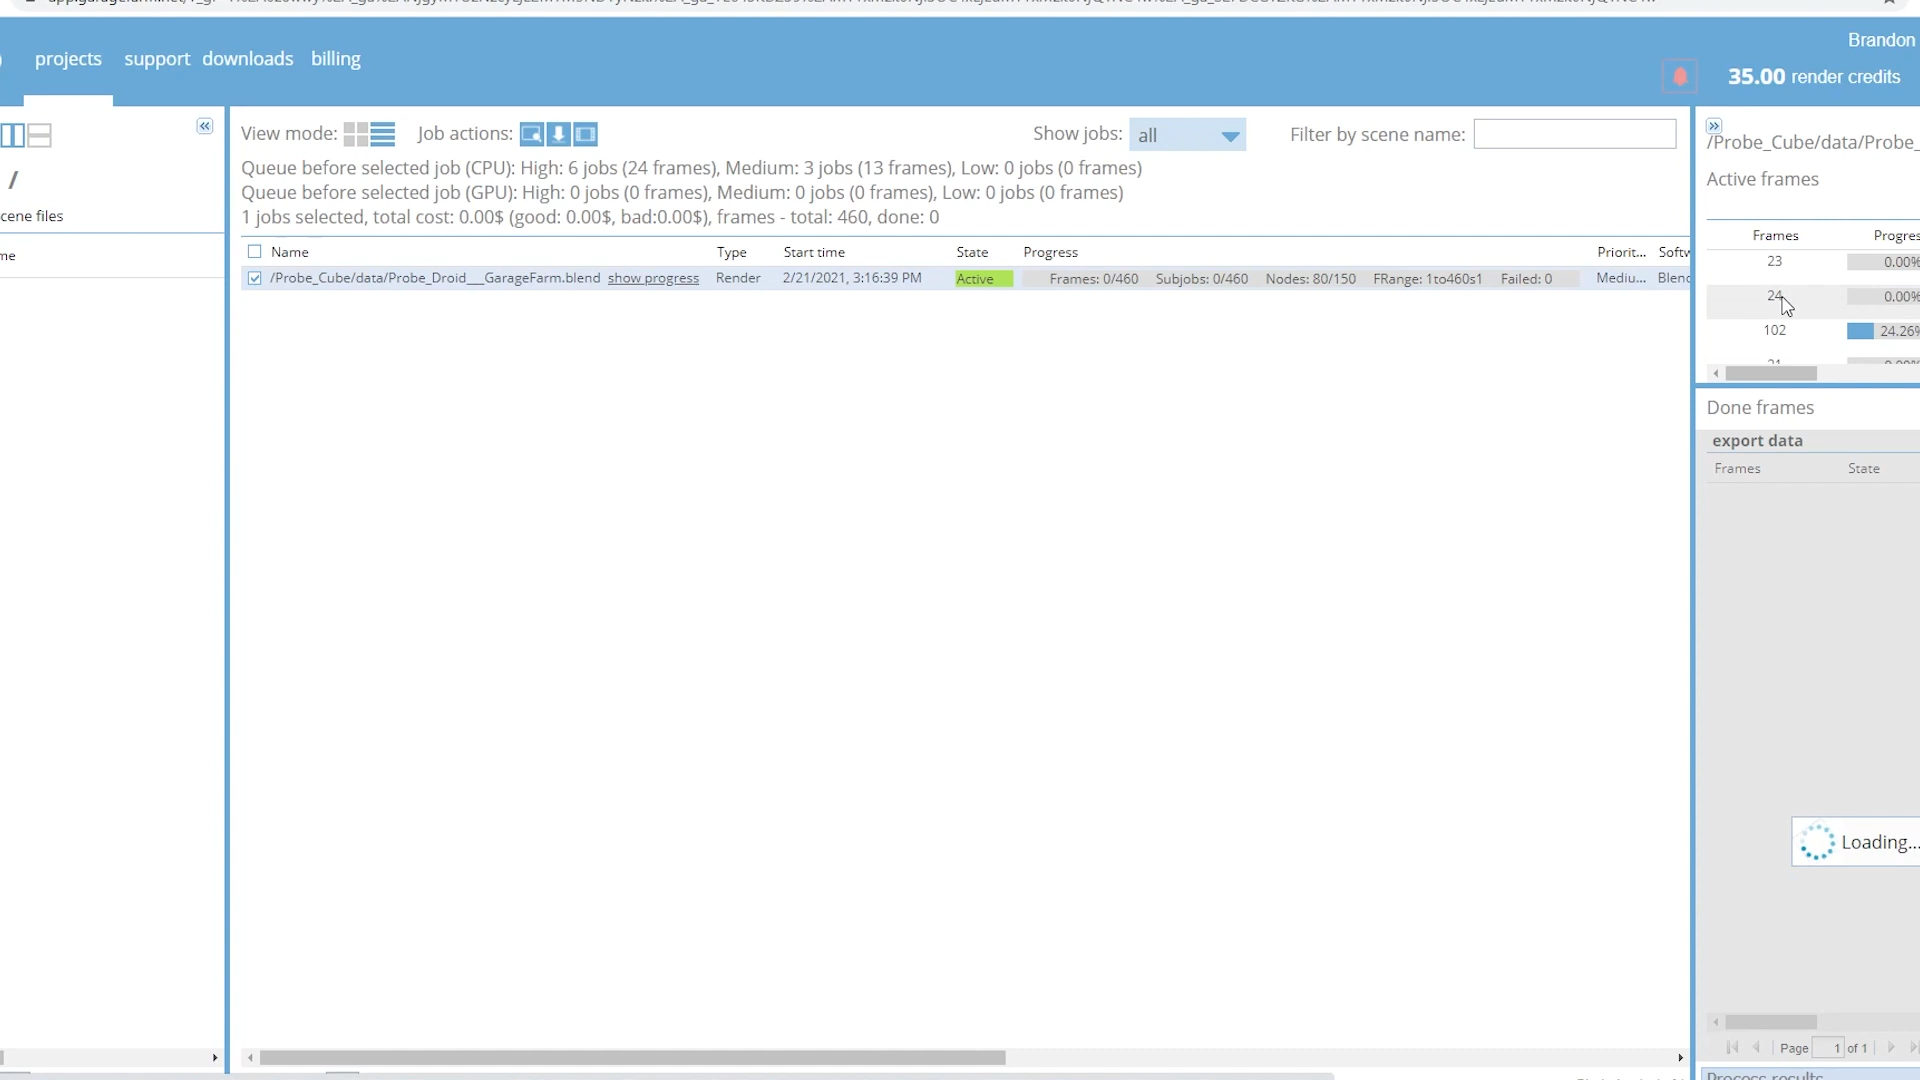 Brandon
projects support downloads billing
35.00 render credits
View mode: Job actions: Show jobs: all Filter by scene name:
/Probe_Cube/data/Probe_
/
Queue before selected job (CPU): High: 6 jobs (24 frames), Medium: 3 jobs (13 frames), Low: 0 jobs (0 frames)
Active frames
Queue before selected job (GPU): High: 0 jobs (0 frames), Medium: 0 jobs (0 frames), Low: 0 jobs (0 frames)
cene files
1 jobs selected, total cost: 0.00$ (good: 0.00$, bad:0.00$), frames - total: 460, done: 0
Frames Progres
me
Name Type Start time State Progress Priorit... Softw
23 0.00%
/Probe_Cube/data/Probe_Droid___GarageFarm.blend show progress Render 2/21/2021, 3:16:39 PM Active Frames: 0/460 Subjobs: 0/460 Nodes: 80/150 FRange: 1to460s1 Failed: 0 Mediu... Blend
24 0.00%
102 24.26%
21 0.00%
Done frames
export data
Frames State
Loading...
Page 1 of 1
Process results